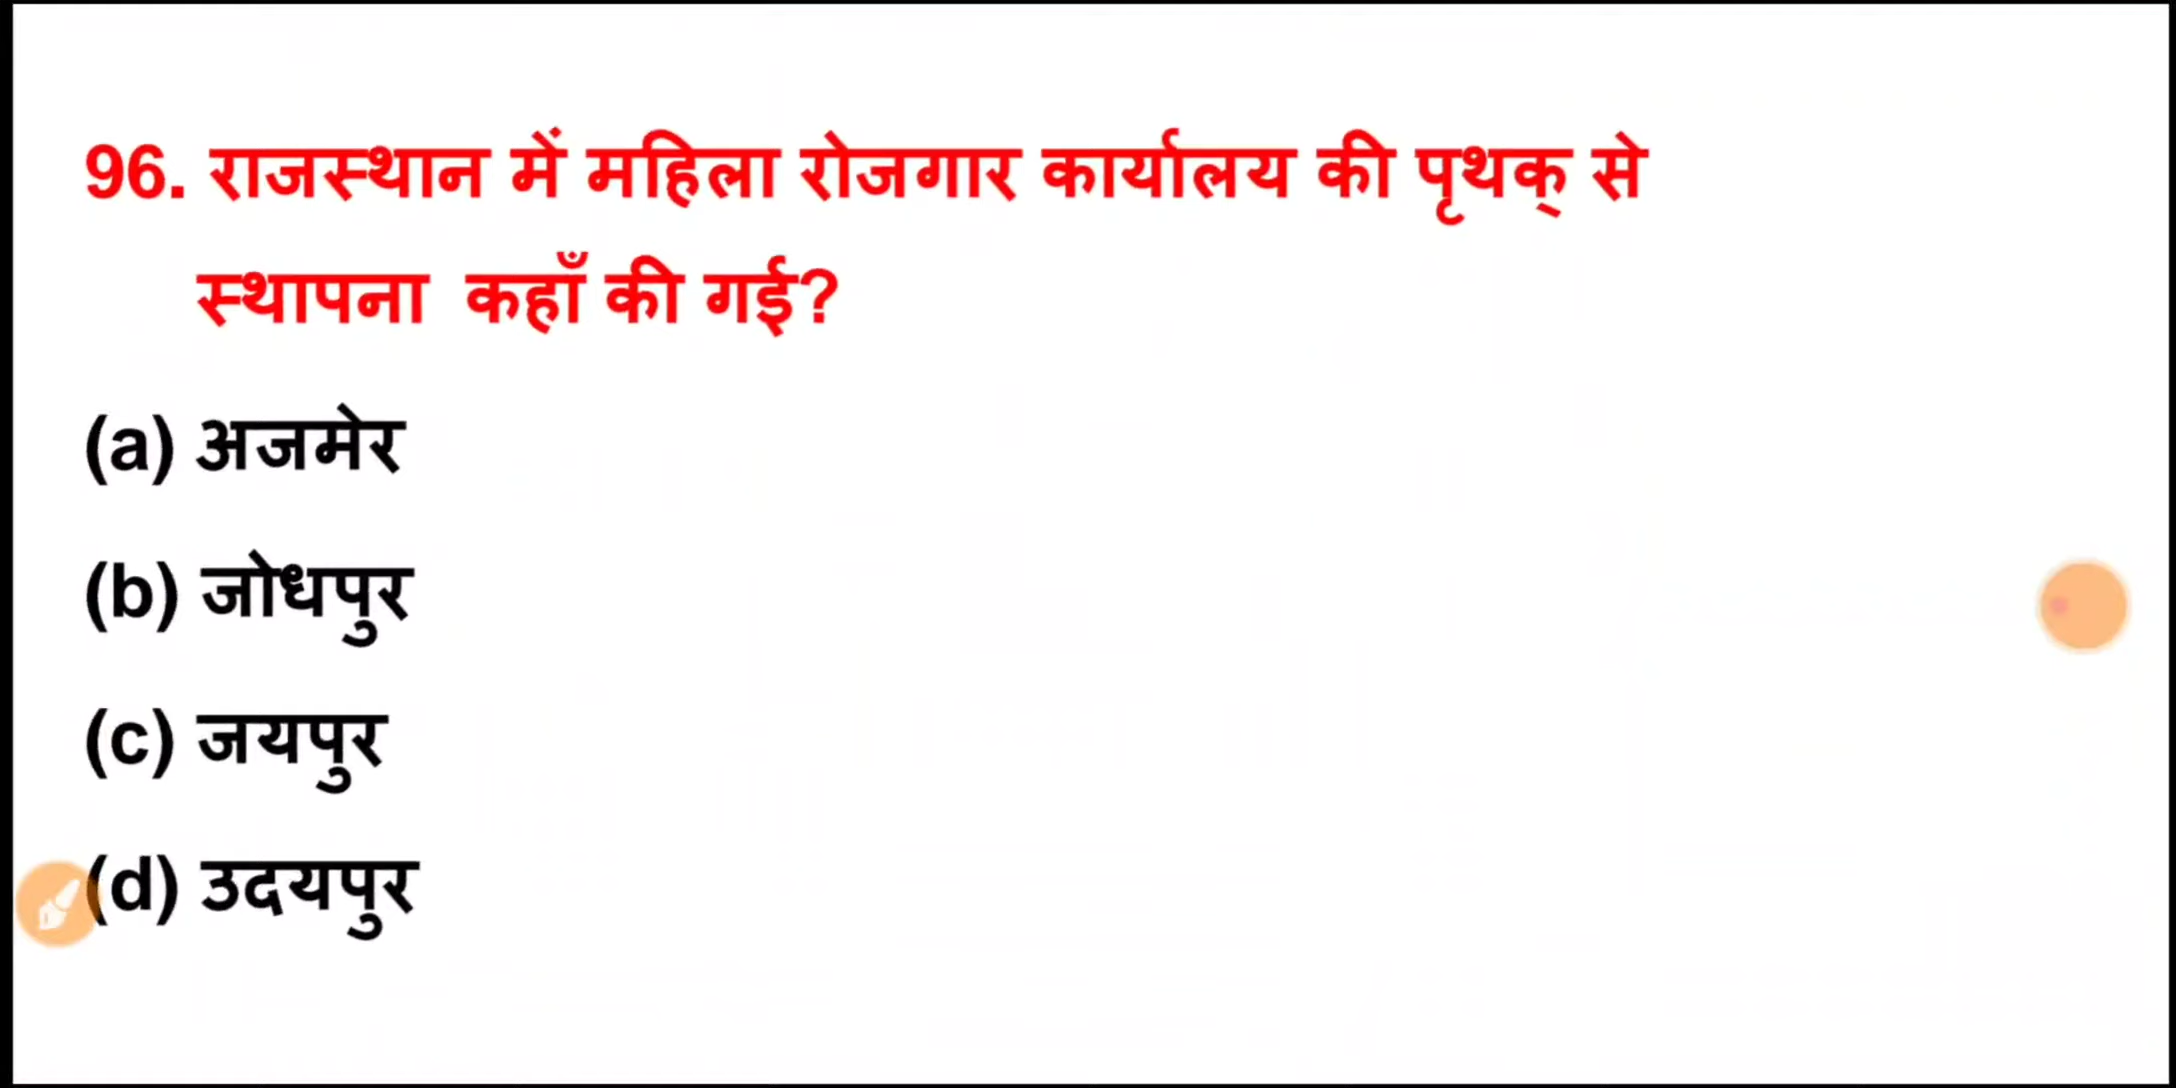 96. राजस्थान में महिला रोजगार कार्यालय की पृथक् से
स्थापना कहाँ की गई?
(a) अजमेर
(b) जोधपुर
(c) जयपुर
(d) उदयपुर